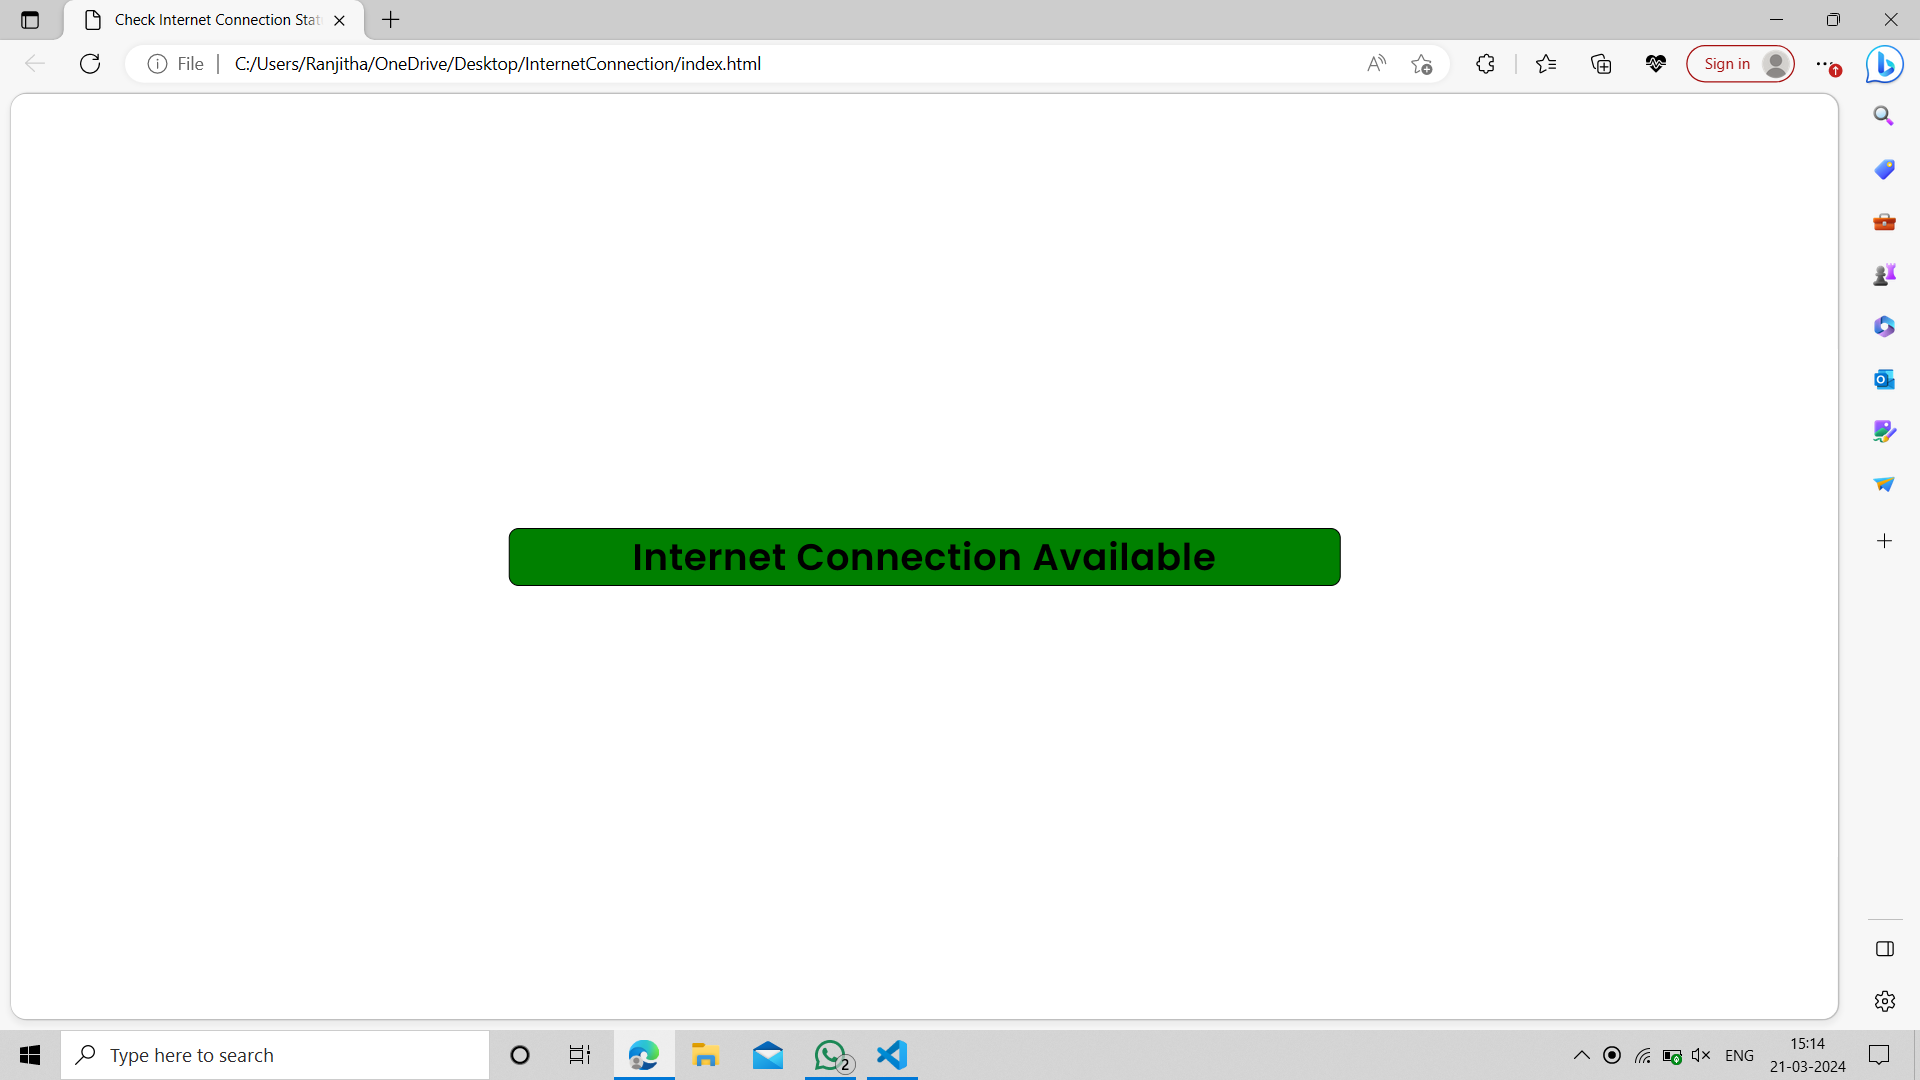 Check Internet Connection Stat
File
C:/Users/Ranjitha/OneDrive/Desktop/InternetConnection/index.html
Sign in
Internet Connection Available
Type here to search
2
ENG
15:14
21-03-2024